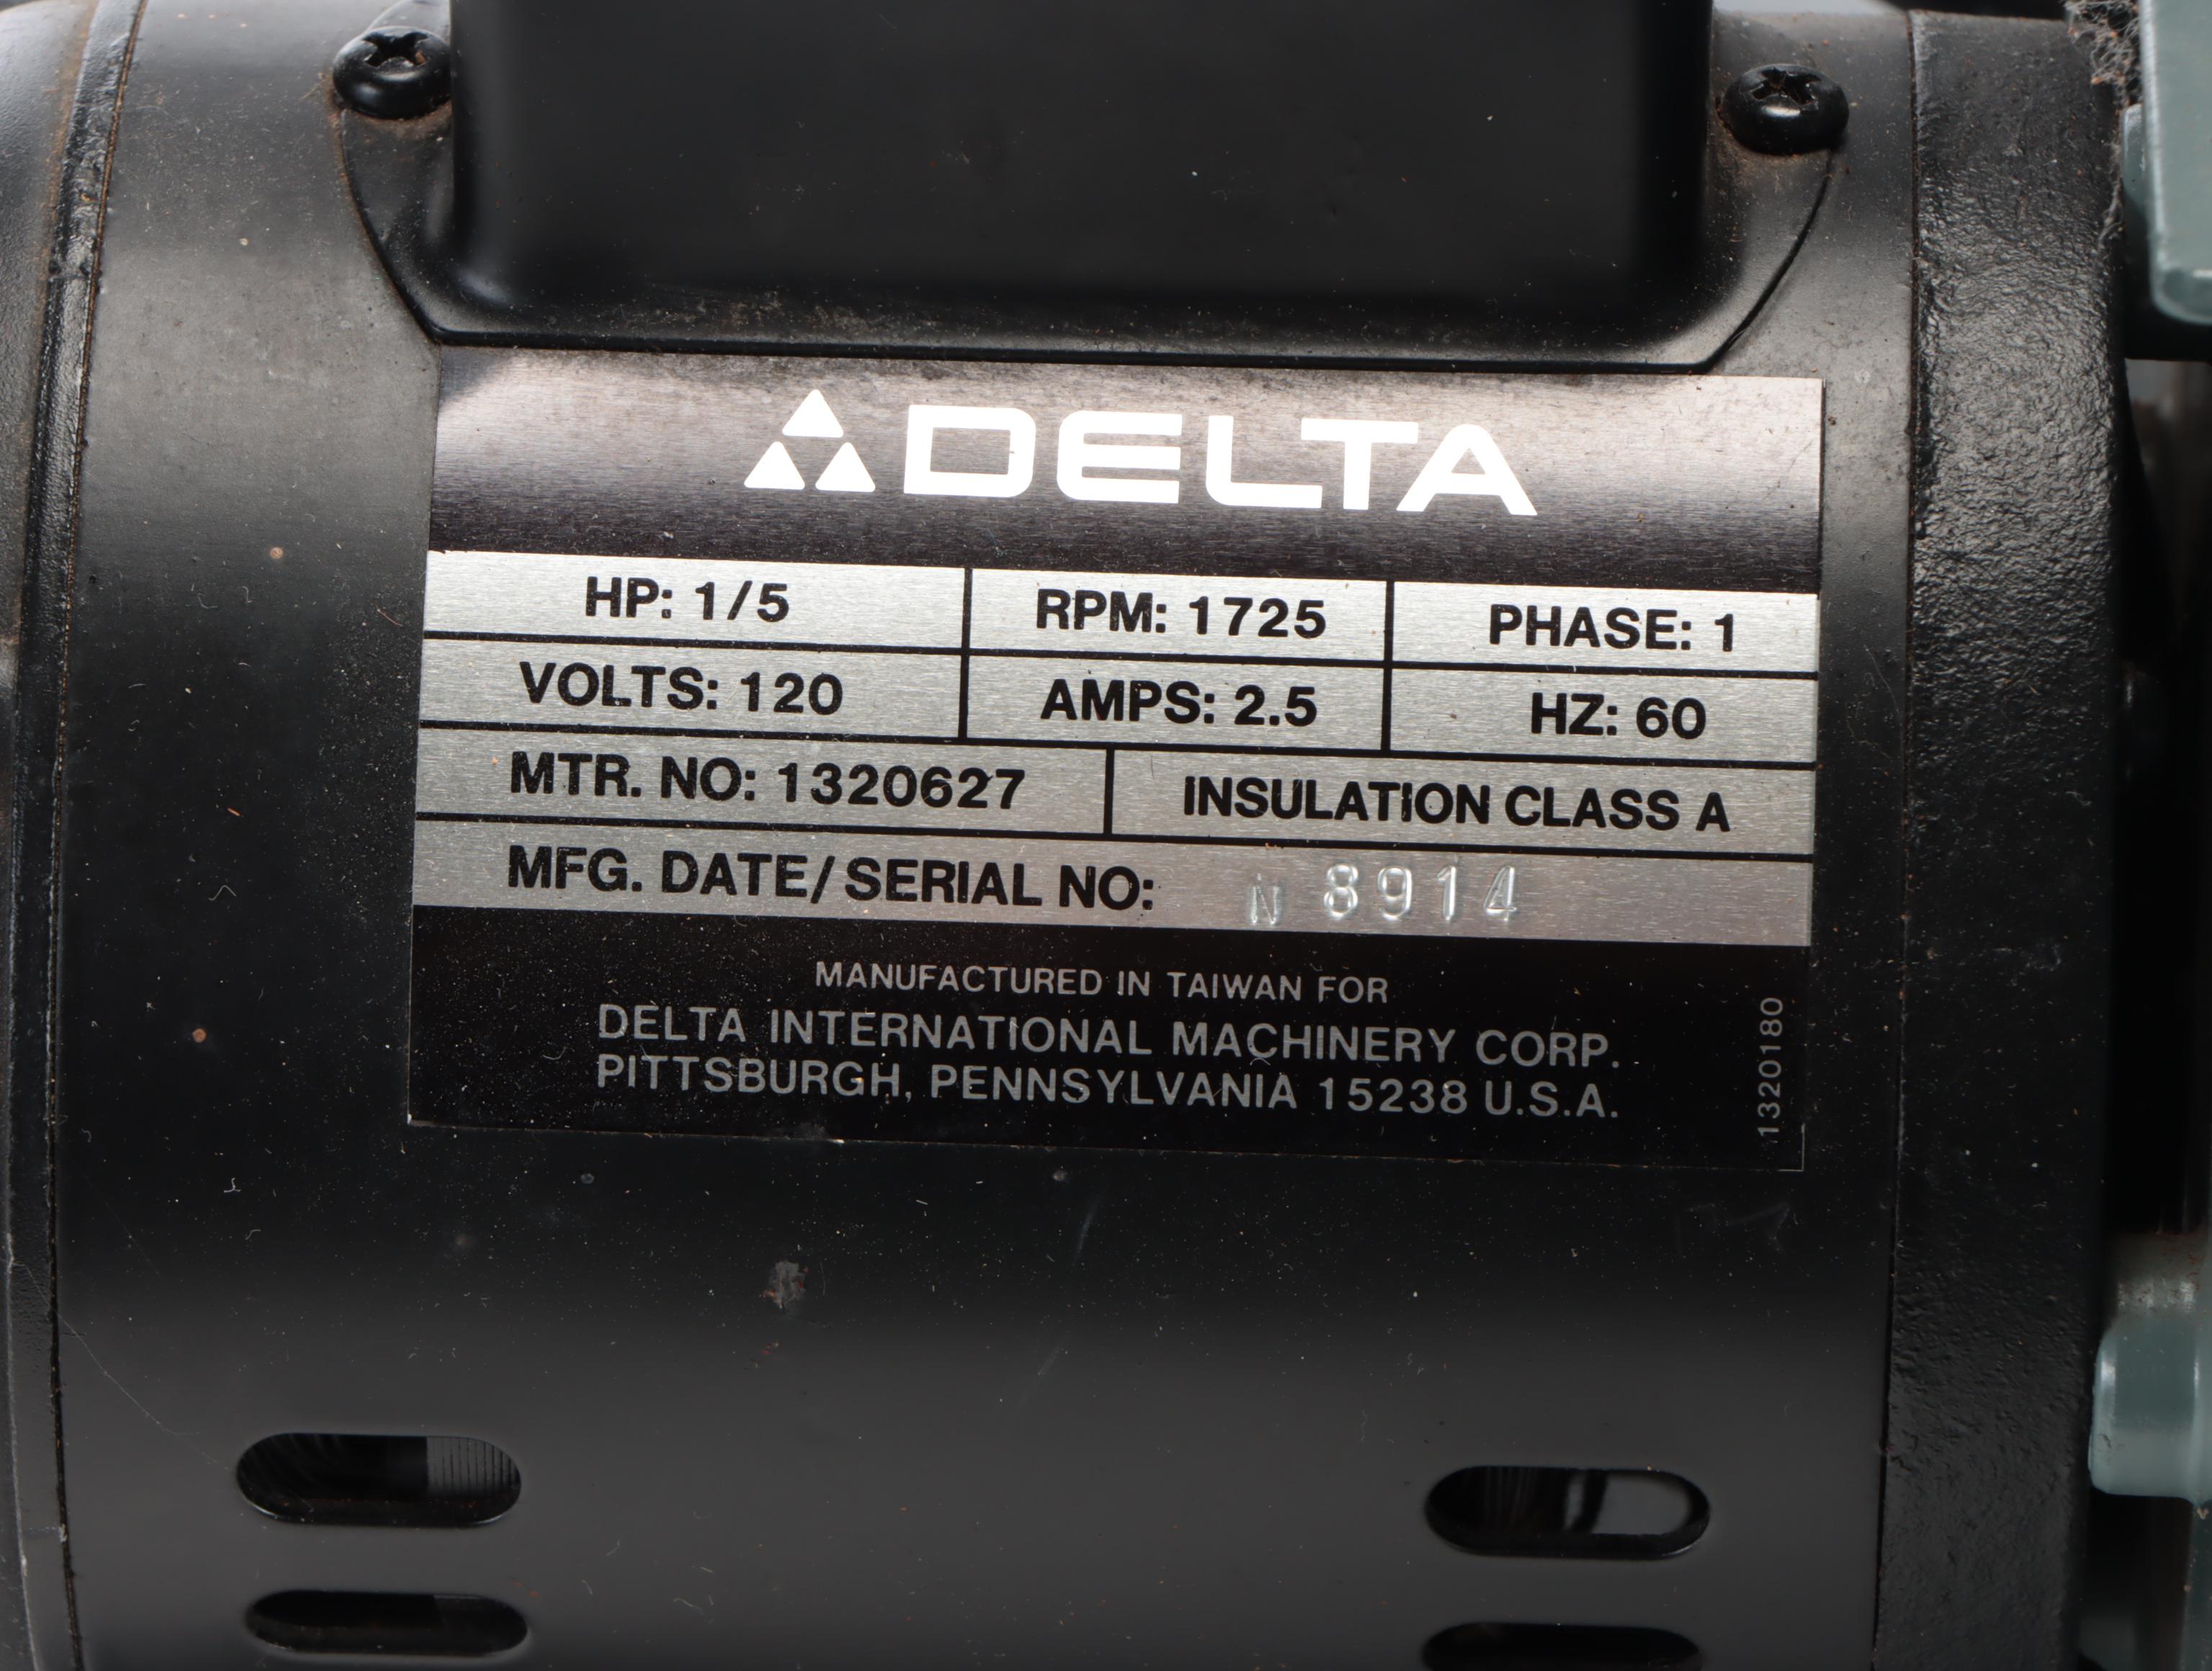 DELTA
HP: 1/5 RPM: 1725 PHASE: 1
VOLTS: 120 AMPS: 2.5 HZ: 60
MTR. NO: 1320627 INSULATION CLASS A
MFG. DATE/SERIAL NO: N 8914
MANUFACTURED IN TAIWAN FOR
DELTA INTERNATIONAL MACHINERY CORP.
PITTSBURGH, PENNSYLVANIA 15238 U.S.A.
1320180